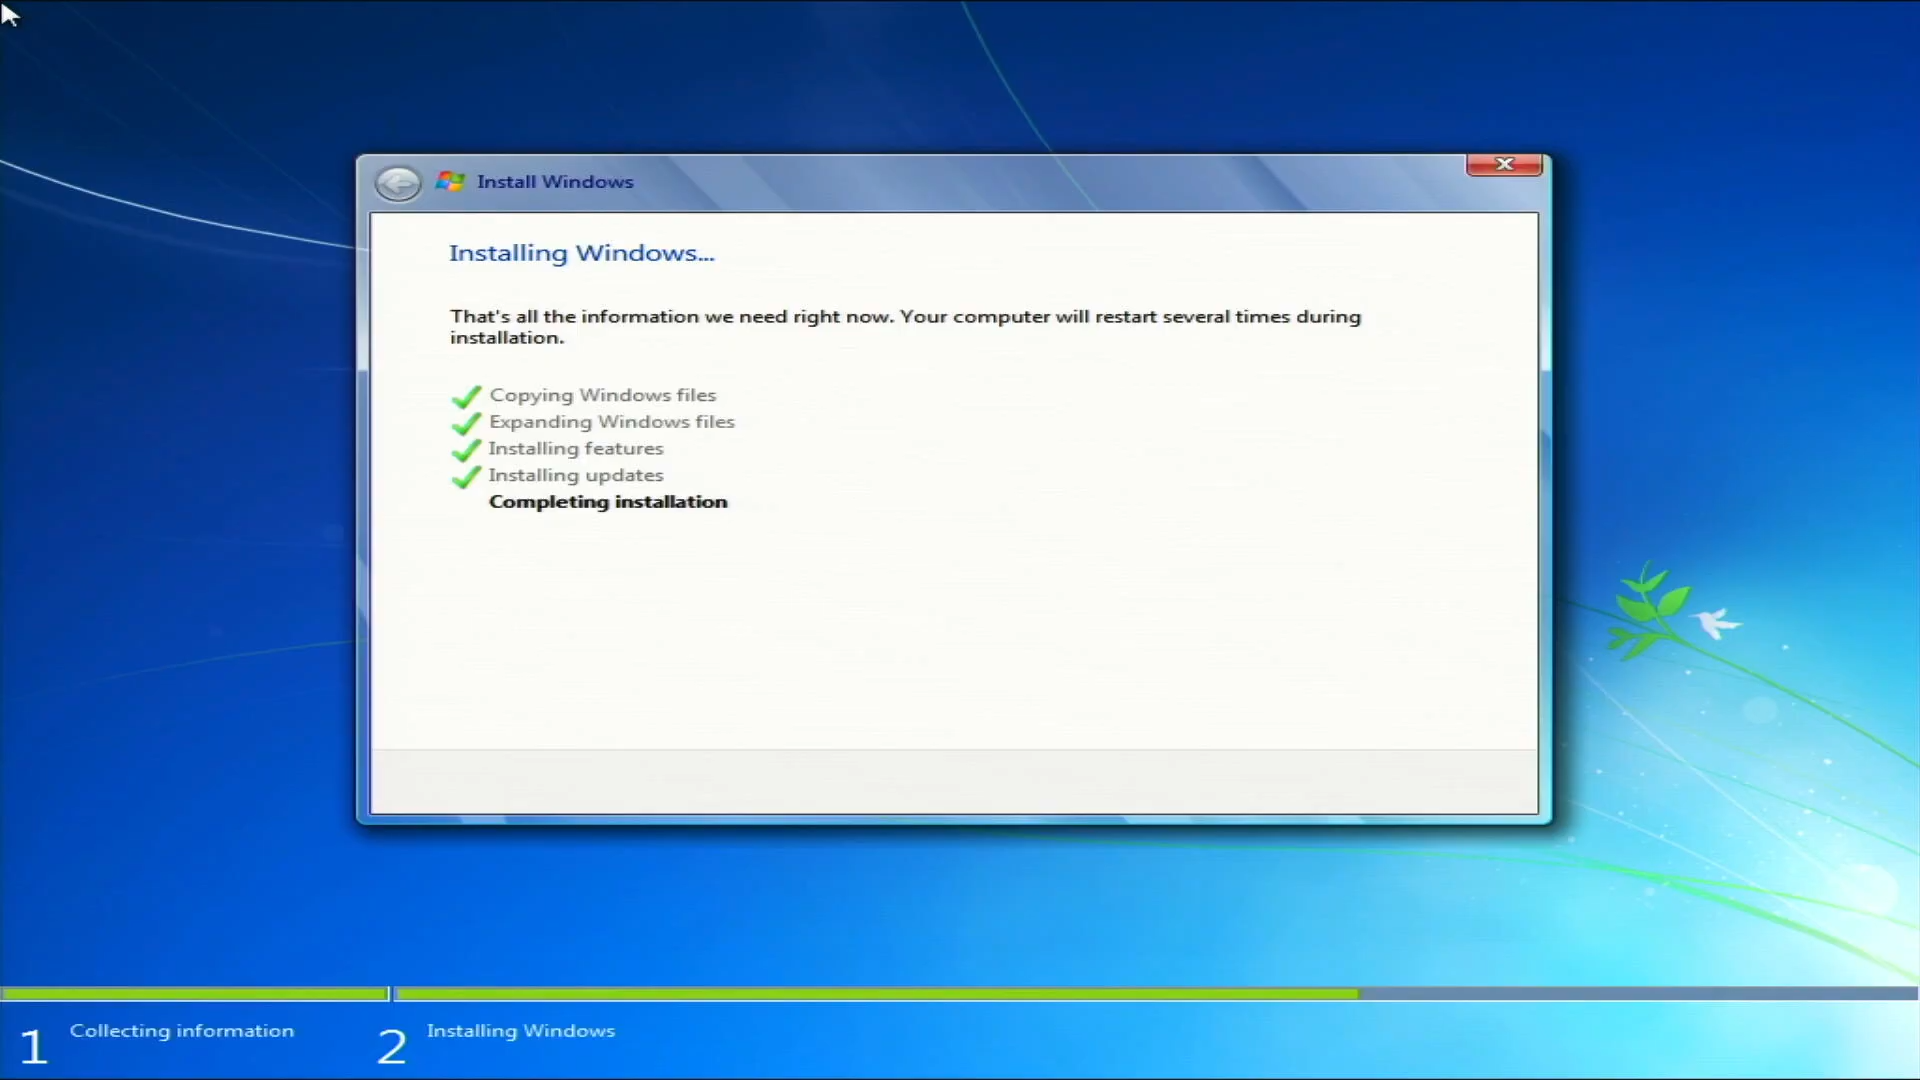 Install Windows
Installing Windows...
That's all the information we need right now. Your computer will restart several times during
installation.
Copying Windows files
Expanding Windows files
Installing features
Installing updates
Completing installation
1 Collecting information
2 Installing Windows